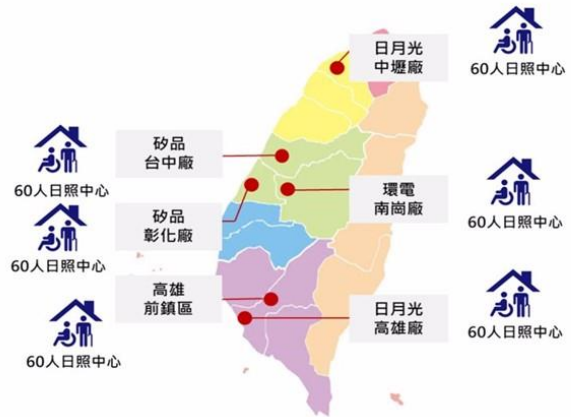 日月光
中壢廠
60人日照中心
矽品
台中廠
60人日照中心
環電
南崗廠
60人日照中心
矽品
彰化廠
60人日照中心
高雄
前鎮區
60人日照中心
日月光
高雄廠
60人日照中心